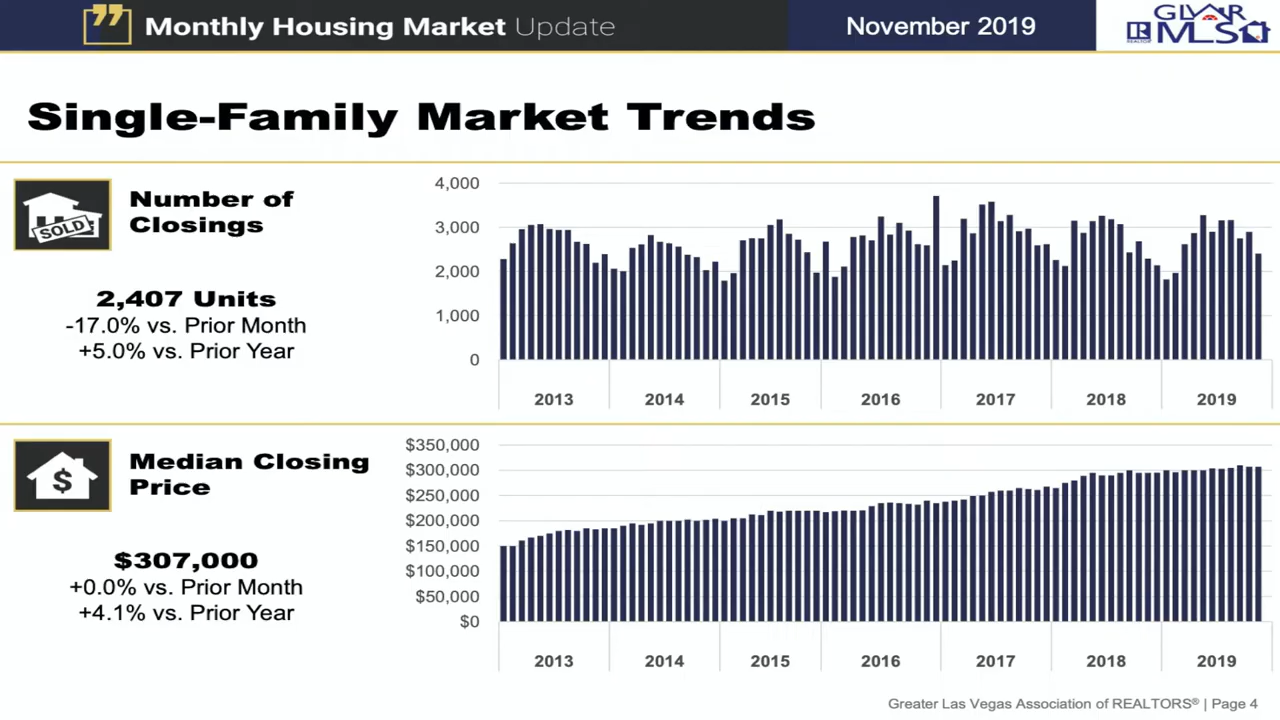 Monthly Housing Market Update
November 2019
GLVAR
REALTOR
MLS
Single-Family Market Trends
SOLD
Number of
Closings
2,407 Units
-17.0% vs. Prior Month
+5.0% vs. Prior Year
4,000
3,000
2,000
1,000
0
2013 2014 2015 2016 2017 2018 2019
$
Median Closing
Price
$307,000
+0.0% vs. Prior Month
+4.1% vs. Prior Year
$350,000
$300,000
$250,000
$200,000
$150,000
$100,000
$50,000
$0
2013 2014 2015 2016 2017 2018 2019
Greater Las Vegas Association of REALTORS® | Page 4